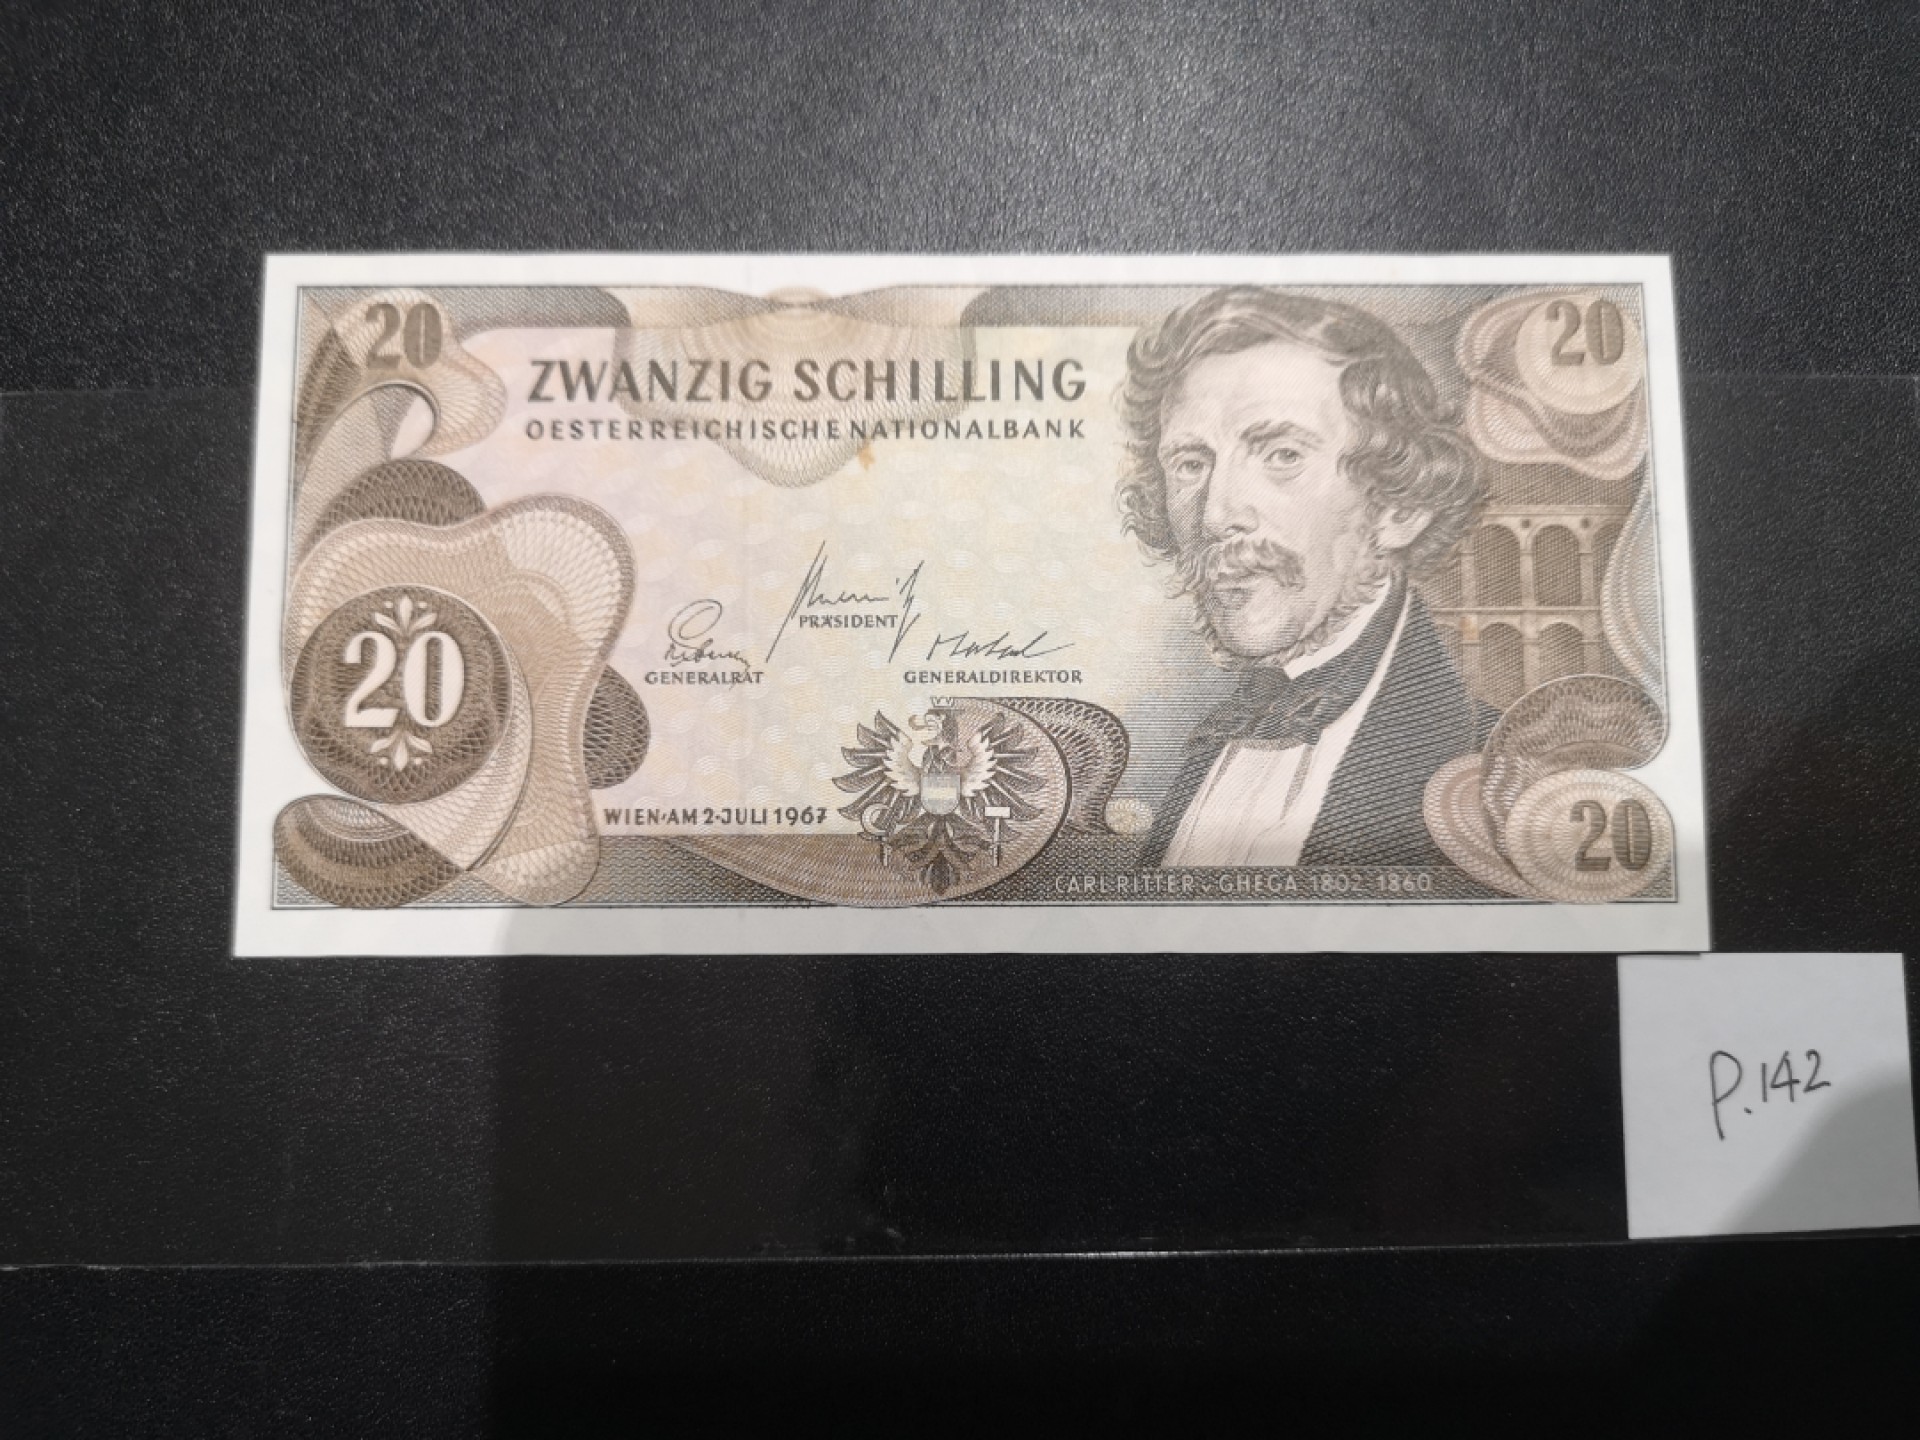 20
20
ZWANZIG SCHILLING
OESTERREICHISCHE NATIONALBANK
PRÄSIDENT
GENERALRAT
GENERALDIREKTOR
20
WIEN·AM 2·JULI 1967
20
CARL RITTER v GHEGA 1802 1860
P.142